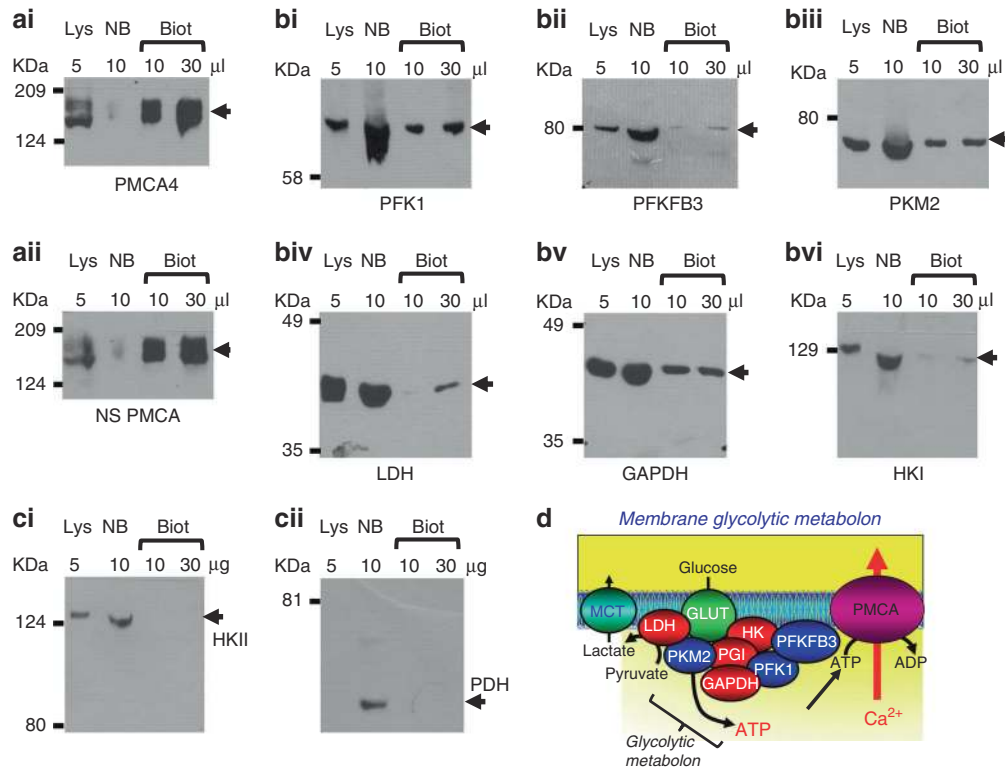 ai
Lys NB Biot
KDa 5 10 10 30 µl
209
124
PMCA4
bi
Lys NB Biot
KDa 5 10 10 30 µl
58
PFK1
bii
Lys NB Biot
KDa 10 10 10 30 µl
80
PFKFB3
biii
Lys NB Biot
KDa 5 10 10 30 µl
80
PKM2
aii
Lys NB Biot
KDa 5 10 10 30 µl
209
124
NS PMCA
biv
Lys NB Biot
KDa 5 10 10 30 µl
49
35
LDH
bv
Lys NB Biot
KDa 5 10 10 30 µl
49
35
GAPDH
bvi
Lys NB Biot
KDa 5 10 10 30 µl
129
HKI
ci
Lys NB Biot
KDa 5 10 10 30 µg
124
80
HKII
cii
Lys NB Biot
KDa 5 10 10 30 µg
81
PDH
d
Membrane glycolytic metabolon
Glucose
MCT
GLUT
PMCA
LDH
HK
PFKFB3
Lactate
PKM2
PGI
PFK1
Pyruvate
GAPDH
ATP
ADP
ATP
Ca²⁺
Glycolytic
metabolon